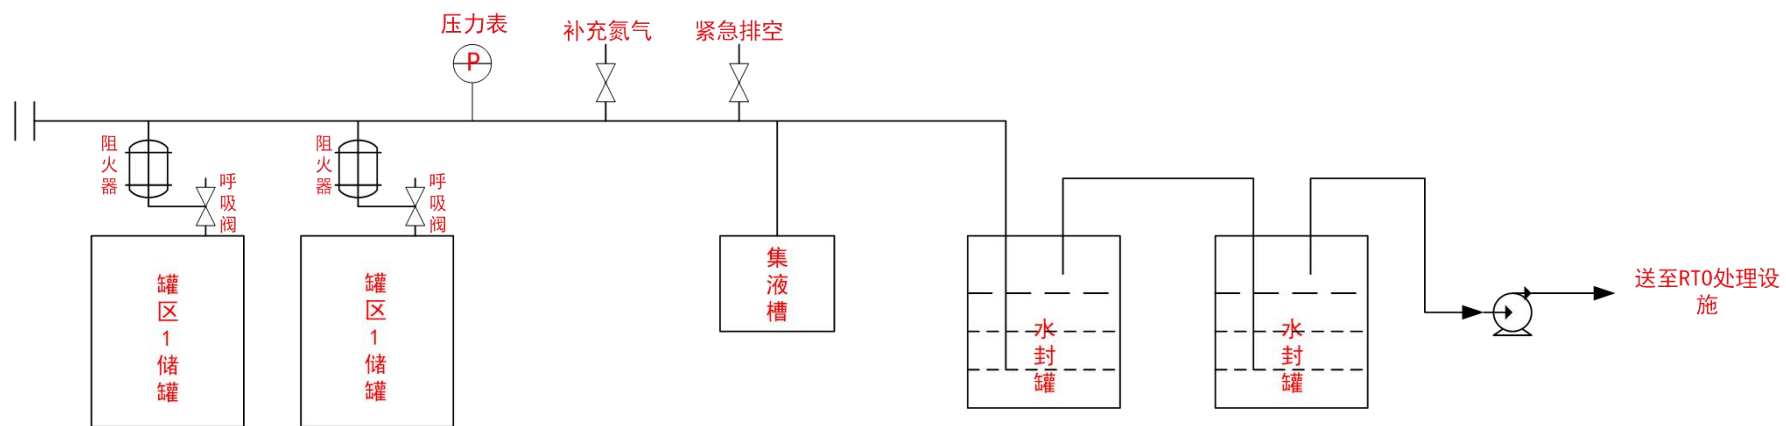 压力表
补充氮气
紧急排空
P
阻火器
呼吸阀
阻火器
呼吸阀
罐区1储罐
罐区1储罐
集液槽
水封罐
水封罐
送至RTO处理设
施